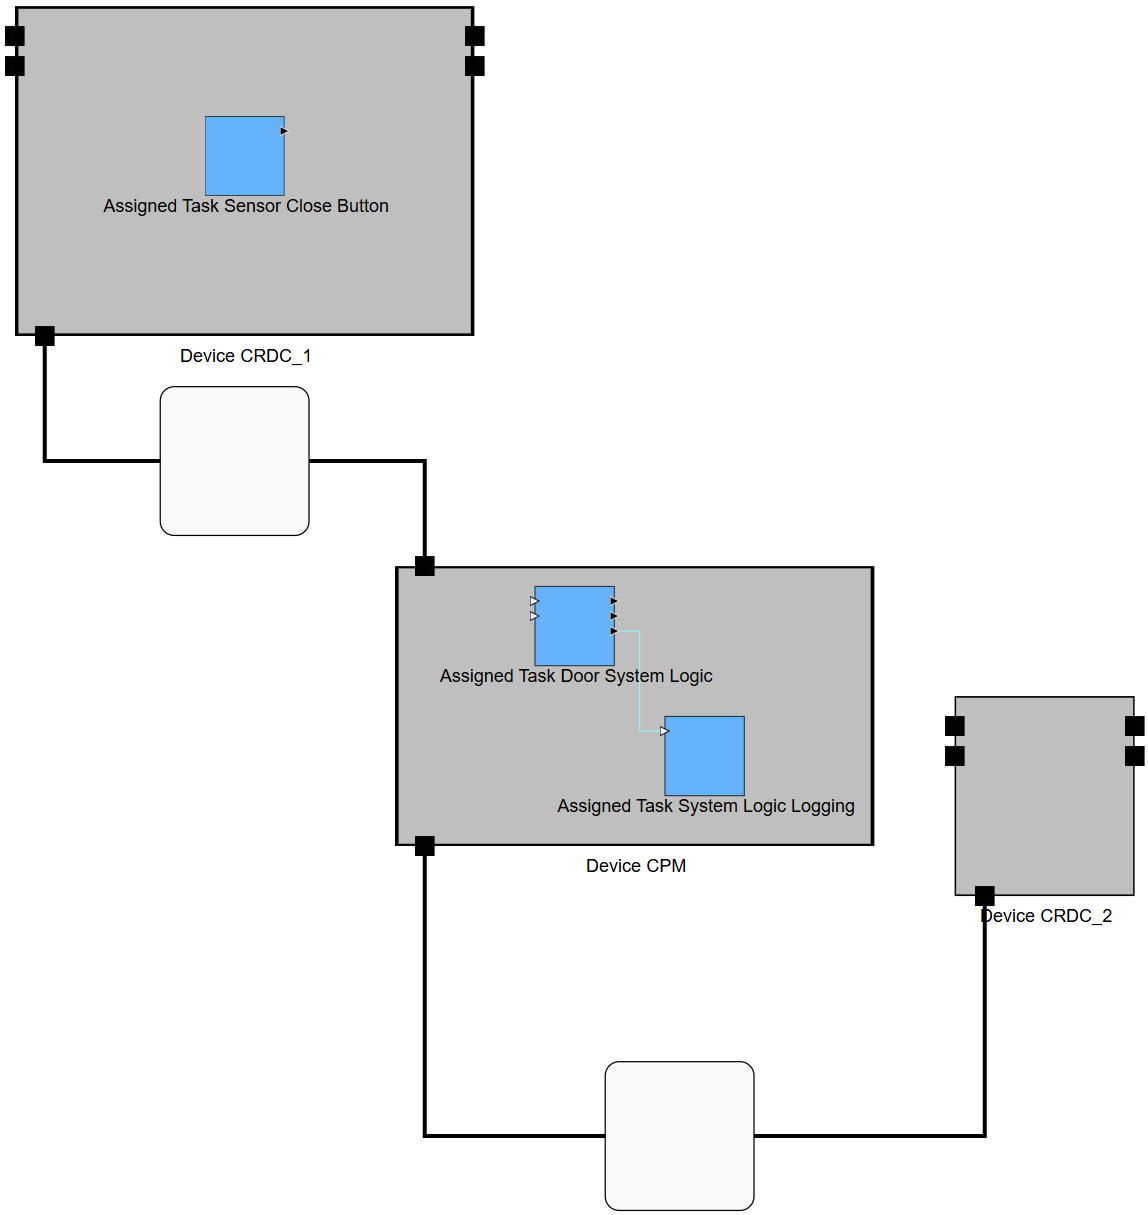 Assigned Task Sensor Close Button
Device CRDC_1
Assigned Task Door System Logic
Assigned Task System Logic Logging
Device CPM
Device CRDC_2